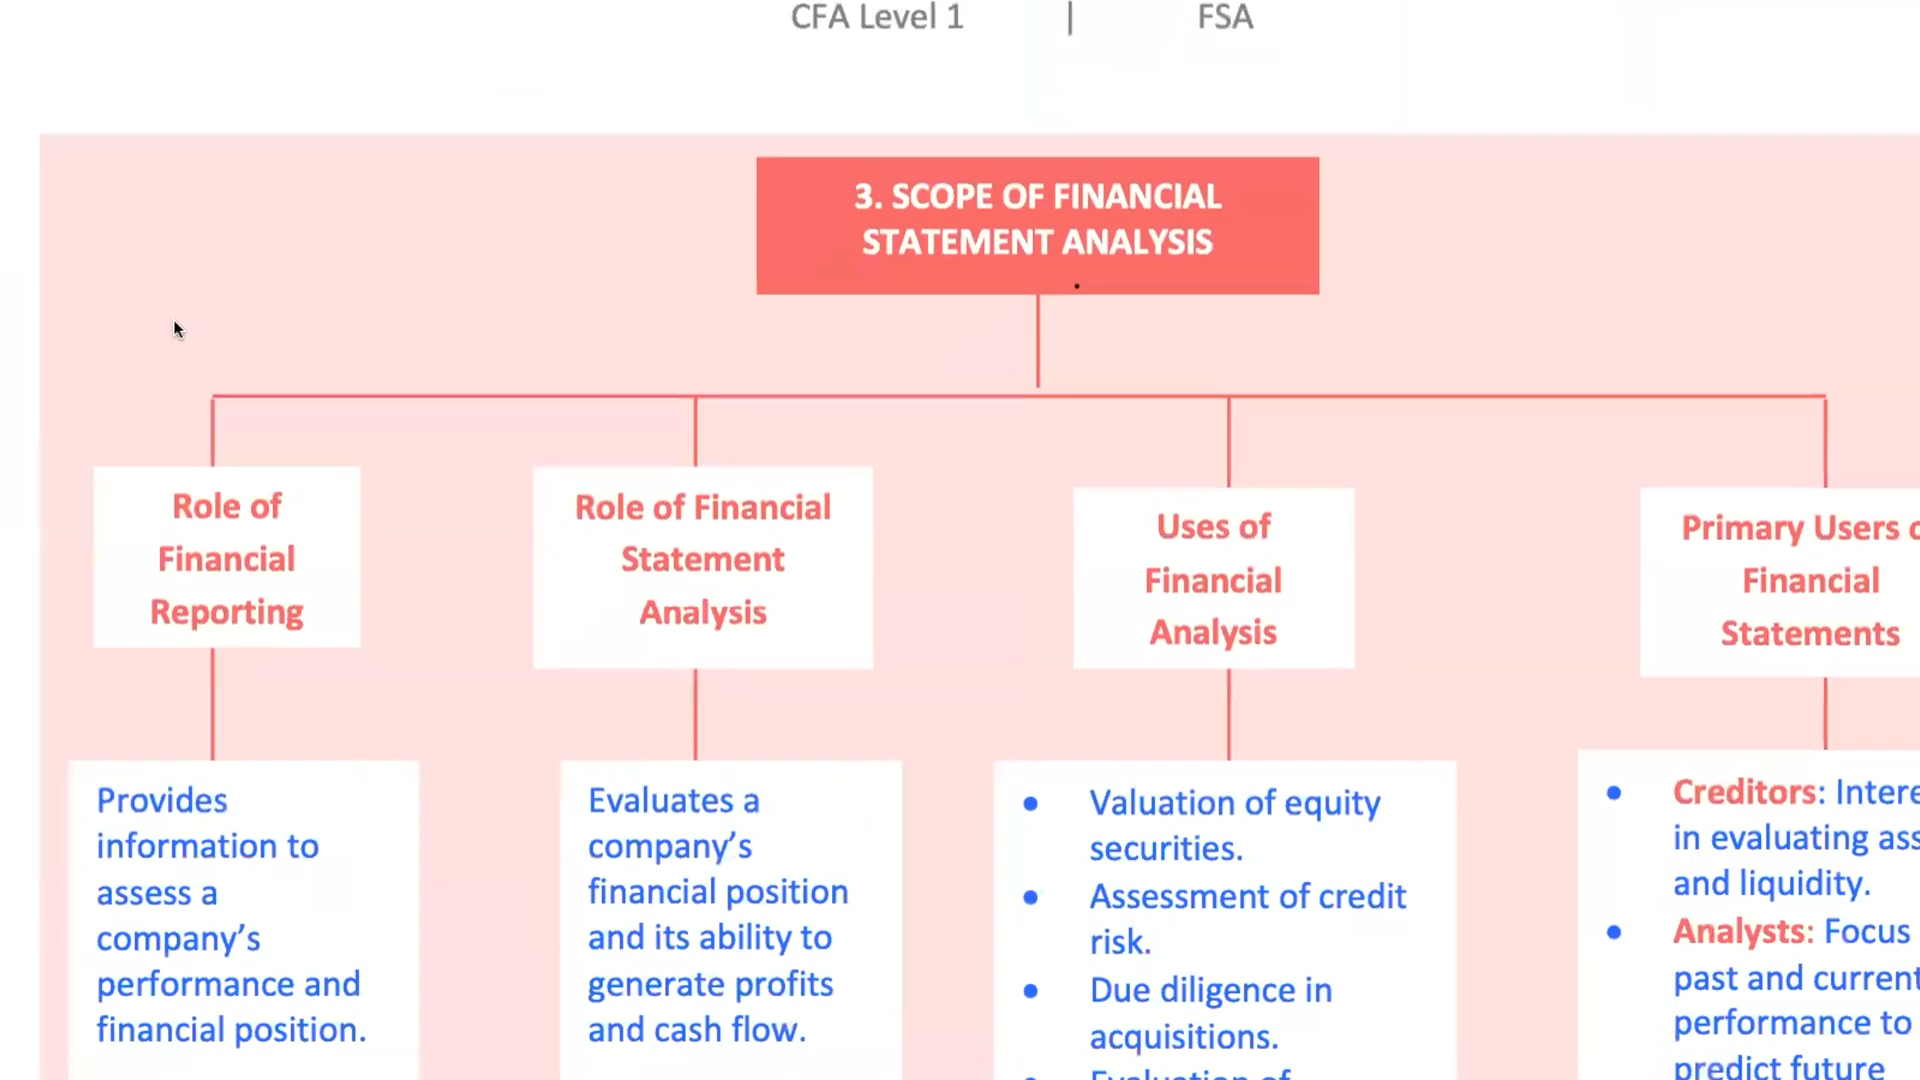 CFA Level 1 | FSA
3. SCOPE OF FINANCIAL
STATEMENT ANALYSIS
.
Role of
Financial
Reporting
Role of Financial
Statement
Analysis
Uses of
Financial
Analysis
Primary Users
Financial
Statements
Provides
information to
assess a
company’s
performance and
financial position.
Evaluates a
company’s
financial position
and its ability to
generate profits
and cash flow.
• Valuation of equity
securities.
• Assessment of credit
risk.
• Due diligence in
acquisitions.
Evaluation of
• Creditors:
in evaluating
and liquidity.
• Analysts: Focus
past and current
performance to
predict future